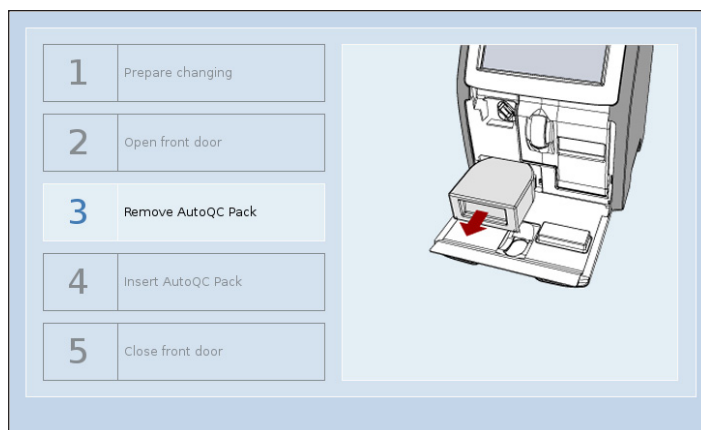 1
Prepare changing
2
Open front door
3
Remove AutoQC Pack
4
Insert AutoQC Pack
5
Close front door